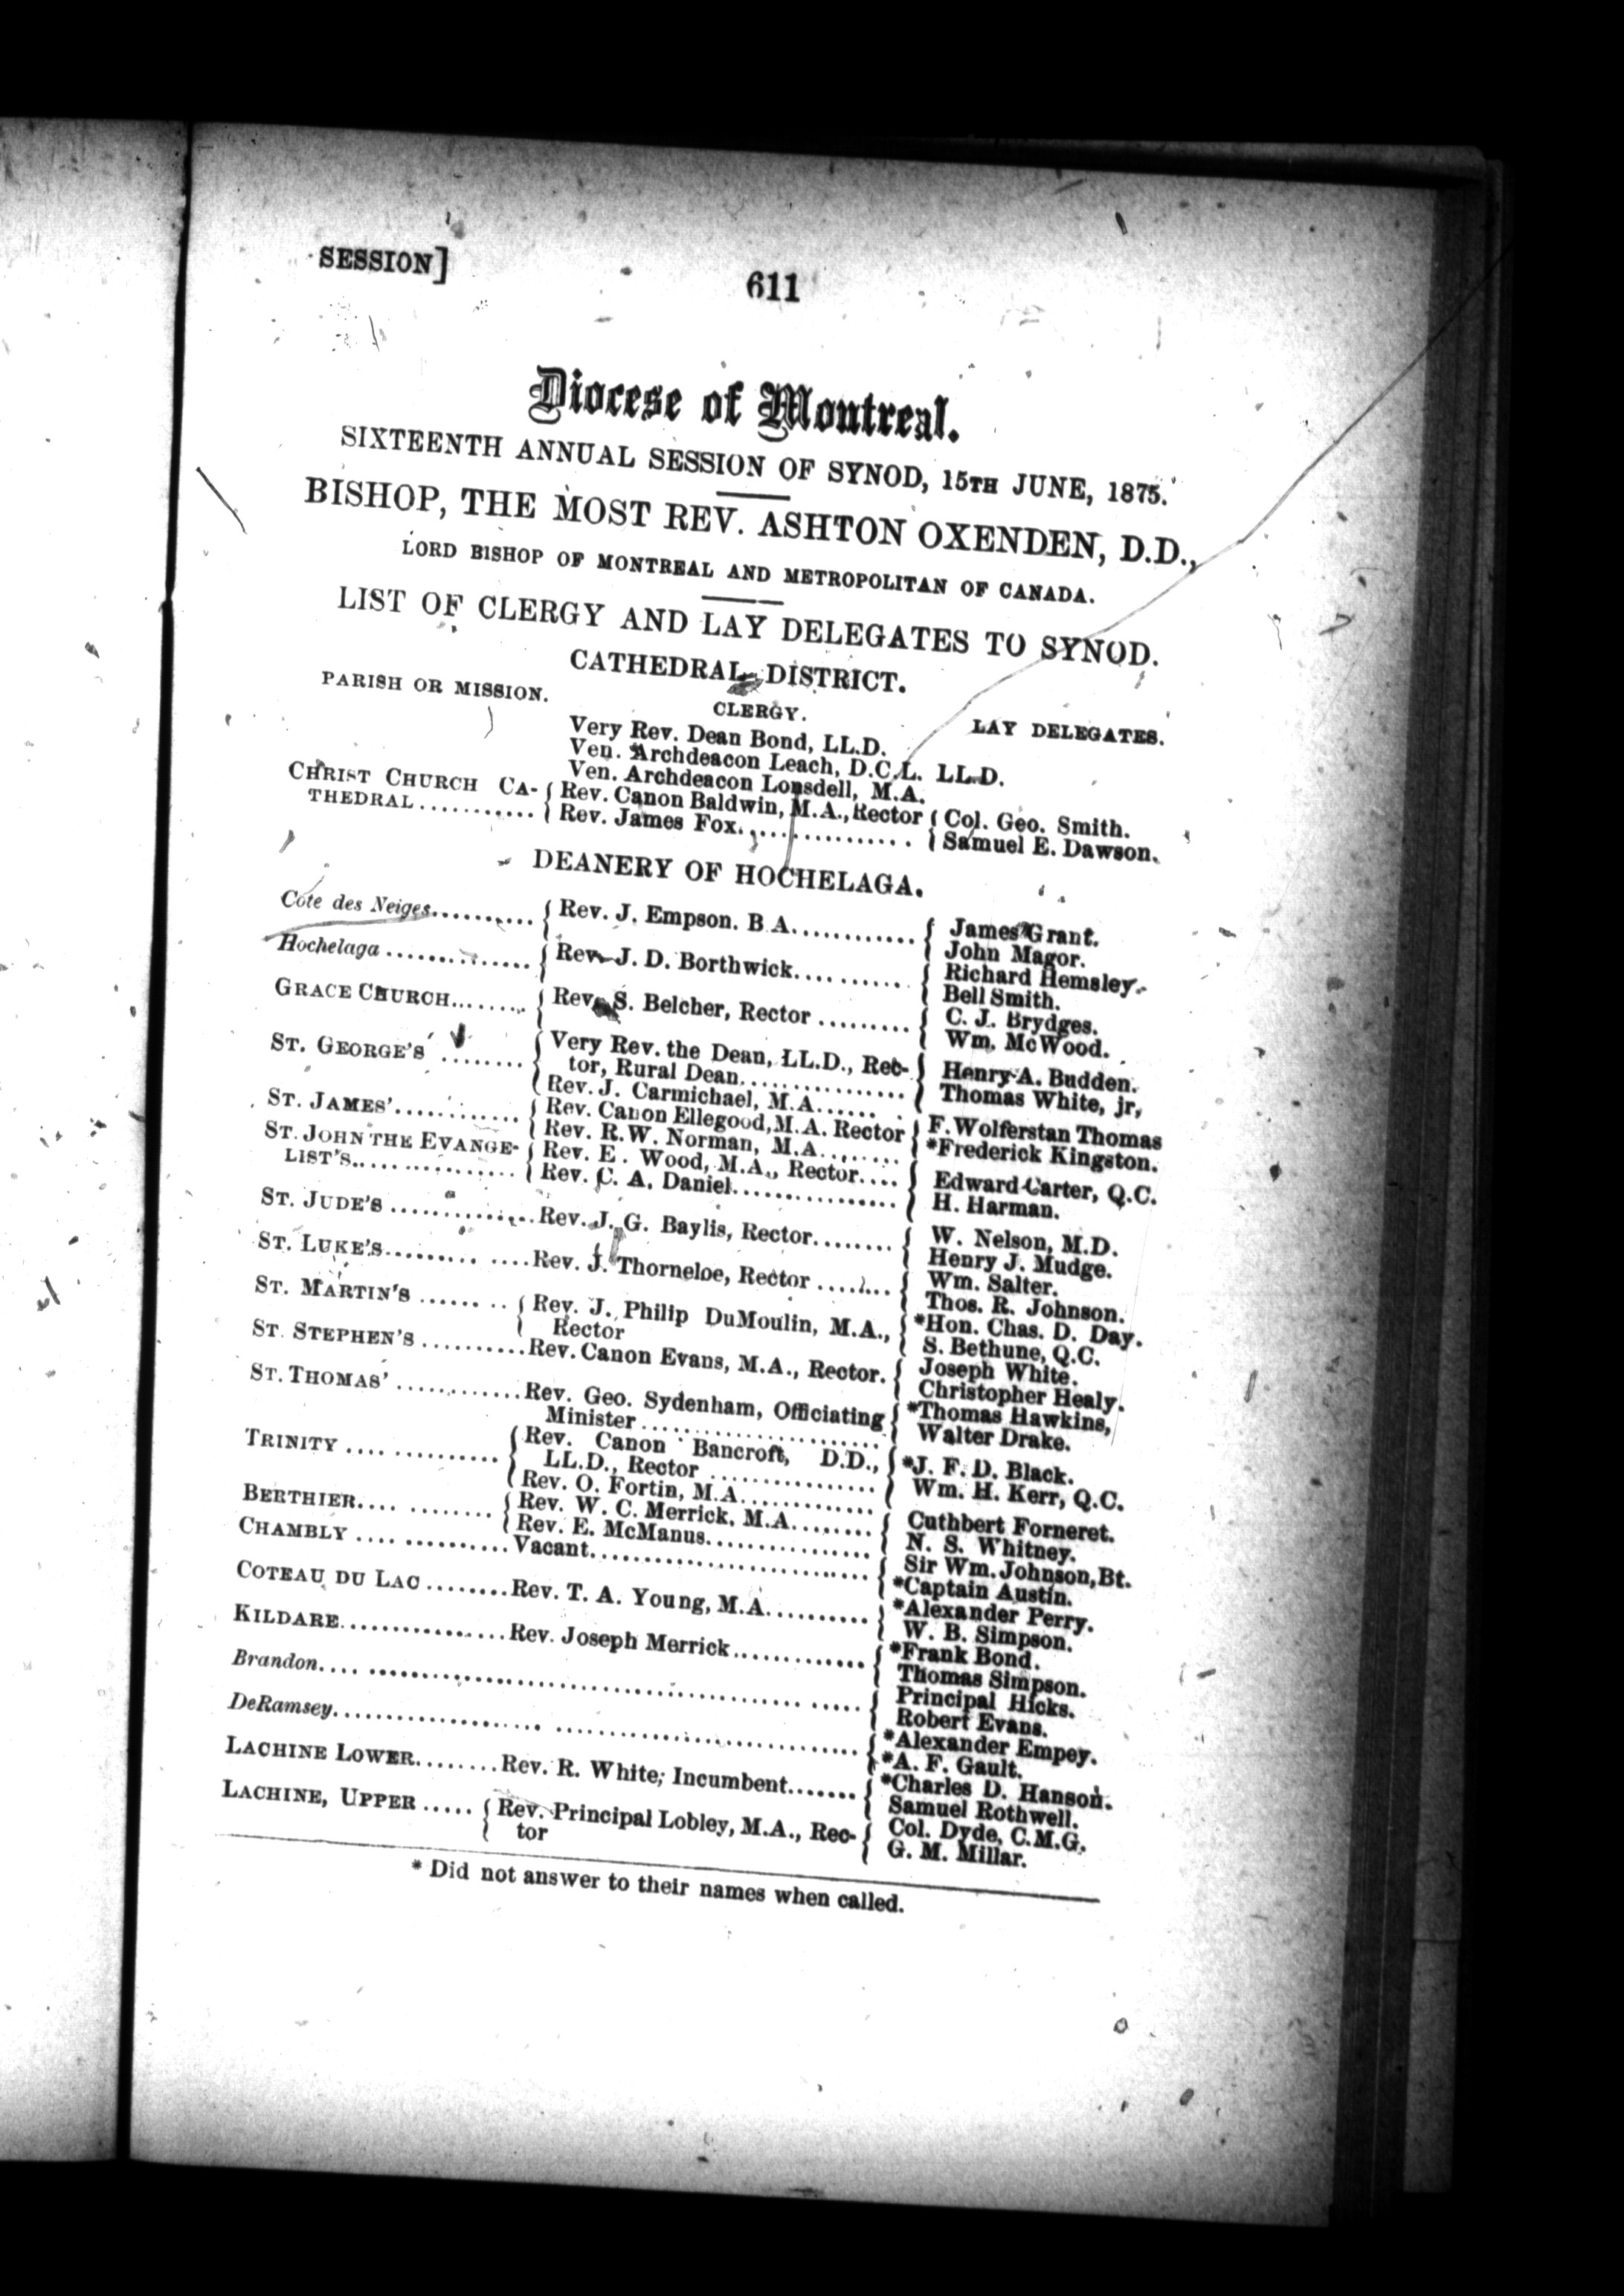 SESSION]
611
Diocese of Montreal.
SIXTEENTH ANNUAL SESSION OF SYNOD, 15TH JUNE, 1875.
BISHOP, THE MOST REV. ASHTON OXENDEN, D.D.,
LORD BISHOP OF MONTREAL AND METROPOLITAN OF CANADA.
LIST OF CLERGY AND LAY DELEGATES TO SYNOD.
CATHEDRAL DISTRICT.
PARISH OR MISSION. CLERGY. LAY DELEGATES.
Very Rev. Dean Bond, LL.D.
Ven. Archdeacon Leach, D.C.L. LL.D.
Ven. Archdeacon Lonsdell, M.A.
CHRIST CHURCH CA- { Rev. Canon Baldwin, M.A., Rector { Col. Geo. Smith.
THEDRAL ........... { Rev. James Fox................ { Samuel E. Dawson.
DEANERY OF HOCHELAGA.
Cote des Neiges.......... { Rev. J. Empson. B.A............ { James Grant.
John Magor.
Hochelaga .............. { Rev. J. D. Borthwick.......... { Richard Hemsley.
Bell Smith.
GRACE CHURCH....... { Rev. S. Belcher, Rector ......... { C. J. Brydges.
Wm. McWood.
ST. GEORGE'S ........ { Very Rev. the Dean, LL.D., Rec- { Henry A. Budden.
tor, Rural Dean............... Thomas White, jr,
Rev. J. Carmichael, M.A...... .
ST. JAMES'............ { Rev. Canon Ellegood, M.A. Rector { F. Wolferstan Thomas
Rev. R.W. Norman, M.A........ *Frederick Kingston.
ST. JOHN THE EVANGE- { Rev. E. Wood, M.A., Rector.... { Edward Carter, Q.C.
LIST'S............... { Rev. C. A. Daniel............... { H. Harman.
ST. JUDE'S .............Rev. J. G. Baylis, Rector........ { W. Nelson, M.D.
Henry J. Mudge.
ST. LUKE'S......... ....Rev. J. Thorneloe, Rector ....... { Wm. Salter.
Thos. R. Johnson.
ST. MARTIN'S ...... .. { Rev. J. Philip DuMoulin, M.A., { *Hon. Chas. D. Day.
Rector S. Bethune, Q.C.
ST. STEPHEN'S ..........Rev. Canon Evans, M.A., Rector. { Joseph White.
Christopher Healy.
ST. THOMAS' ............Rev. Geo. Sydenham, Officiating { *Thomas Hawkins,
Minister ...................... Walter Drake.
TRINITY .... .......... { Rev. Canon Bancroft, D.D., { *J. F. D. Black.
LL.D., Rector ............... Wm. H. Kerr, Q.C.
Rev. O. Fortin, M.A............
BERTHIER.... ........ { Rev. W. C. Merrick, M.A........ { Cuthbert Forneret.
Rev. E. McManus............... N. S. Whitney.
CHAMBLY .... ..........Vacant......................... { Sir Wm. Johnson, Bt.
*Captain Austin.
COTEAU DU LAC ........Rev. T. A. Young, M.A.......... { *Alexander Perry.
W. B. Simpson.
KILDARE................Rev. Joseph Merrick............ { *Frank Bond.
Thomas Simpson.
Brandon.... .................................... ..... { Principal Hicks.
Robert Evans.
DeRamsey.................... ............................ { *Alexander Empey.
*A. F. Gault.
LACHINE LOWER........Rev. R. White, Incumbent....... { *Charles D. Hanson.
Samuel Rothwell.
LACHINE, UPPER ..... { Rev. Principal Lobley, M.A., Rec- { Col. Dyde, C.M.G.
tor G. M. Millar.
* Did not answer to their names when called.